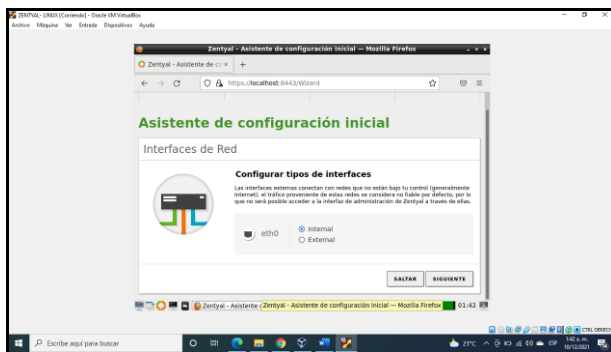 ZENTYAL- LINUX [Corriendo] - Oracle VM VirtualBox
Archivo Máquina Ver Entrada Dispositivos Ayuda
Zentyal - Asistente de configuración inicial — Mozilla Firefox
Zentyal - Asistente de co
https://localhost:8443/Wizard
Asistente de configuración inicial
Interfaces de Red
Configurar tipos de interfaces
Las interfaces externas conectan con redes que no están bajo tu control (generalmente
Internet), el tráfico proveniente de estas redes se considera no fiable por defecto, por lo
que no será posible acceder a la interfaz de administración de Zentyal a través de ellas.
eth0
Internal
External
SALTAR SIGUIENTE
Zentyal - Asistente Zentyal - Asistente de configuración inicial — Mozilla Firefox 01:42
CTRL DERECHA
Escribe aquí para buscar
21°C
1:42 a. m.
10/12/2021